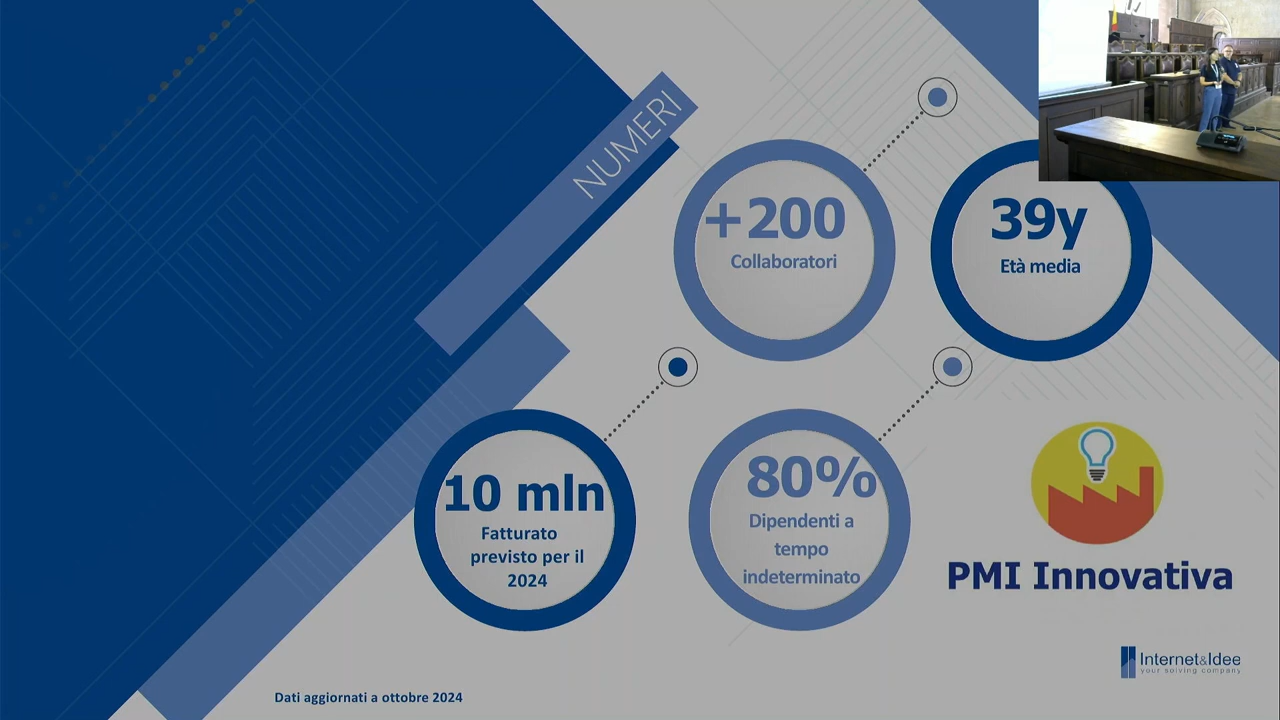 NUMERI
+200
Collaboratori
39y
Età media
10 mln
Fatturato
previsto per il
2024
80%
Dipendenti a
tempo
indeterminato
PMI Innovativa
Internet&Idee
your solving company
Dati aggiornati a ottobre 2024